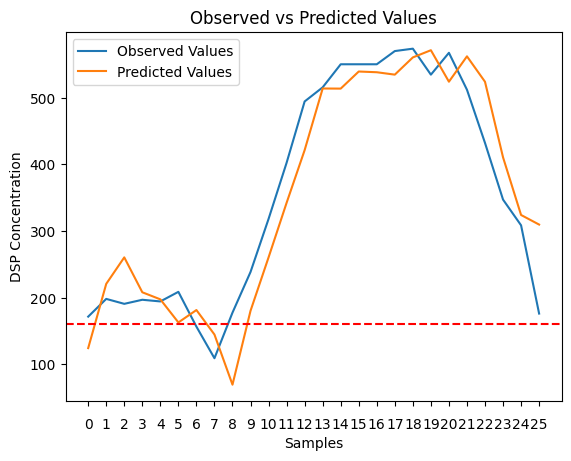 Observed vs Predicted Values
Observed Values
Predicted Values
DSP Concentration
500
400
300
200
100
0 1 2 3 4 5 6 7 8 9 10 11 12 13 14 15 16 17 18 19 20 21 22 23 24 25
Samples